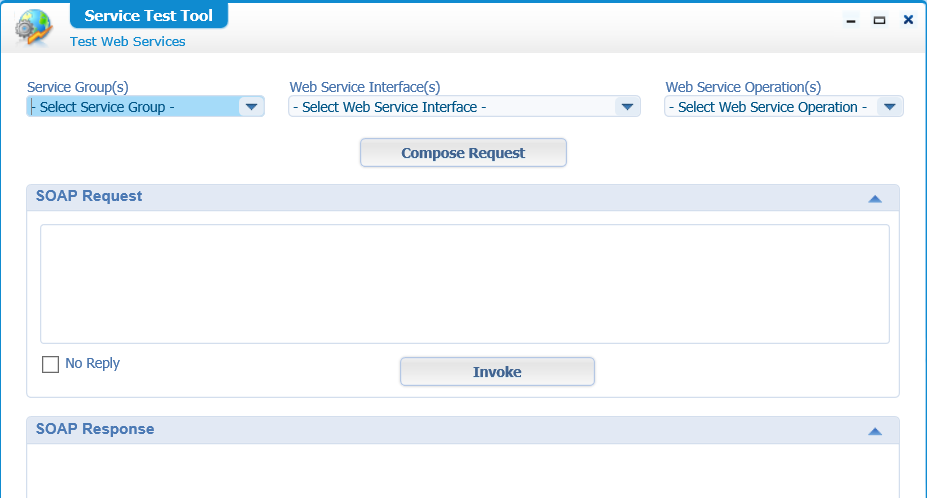 Service Test Tool
Test Web Services
Service Group(s) Web Service Interface(s) Web Service Operation(s)
- Select Service Group - - Select Web Service Interface - - Select Web Service Operation -
Compose Request
SOAP Request
No Reply
Invoke
SOAP Response